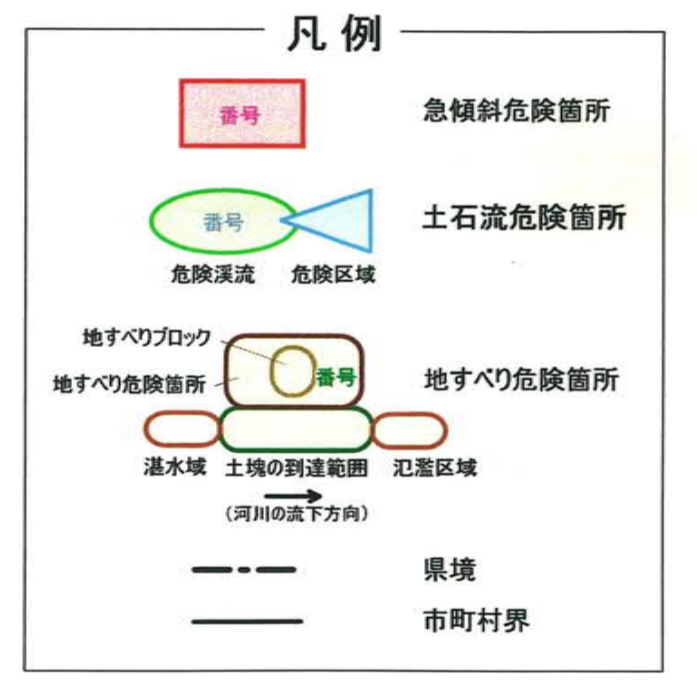 凡例
番号
急傾斜危険箇所
番号
土石流危険箇所
危険渓流
危険区域
地すべりブロック
地すべり危険箇所
番号
地すべり危険箇所
湛水域
土塊の到達範囲
氾濫区域
(河川の流下方向)
県境
市町村界